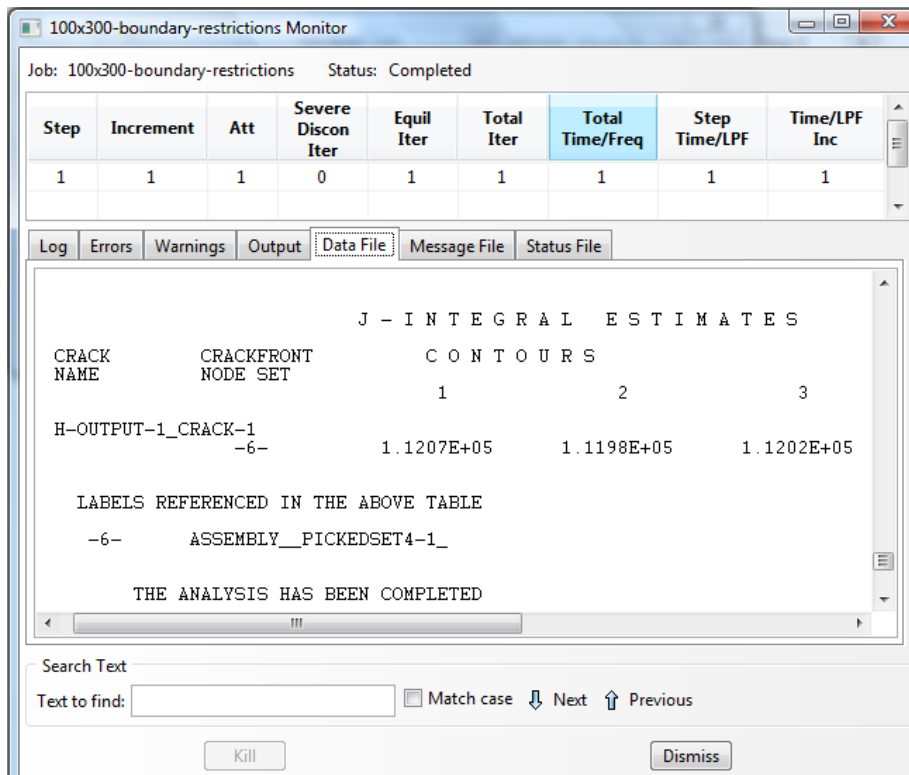 100x300-boundary-restrictions Monitor
Job: 100x300-boundary-restrictions Status: Completed
Step Increment Att Severe Discon Iter Equil Iter Total Iter Total Time/Freq Step Time/LPF Time/LPF Inc
1 1 1 0 1 1 1 1 1
Log Errors Warnings Output Data File Message File Status File
J - I N T E G R A L   E S T I M A T E S
CRACK CRACKFRONT C O N T O U R S
NAME NODE SET
1 2 3
H-OUTPUT-1_CRACK-1
-6- 1.1207E+05 1.1198E+05 1.1202E+05
LABELS REFERENCED IN THE ABOVE TABLE
-6- ASSEMBLY__PICKEDSET4-1_
THE ANALYSIS HAS BEEN COMPLETED
Search Text
Text to find: Match case Next Previous
Kill Dismiss